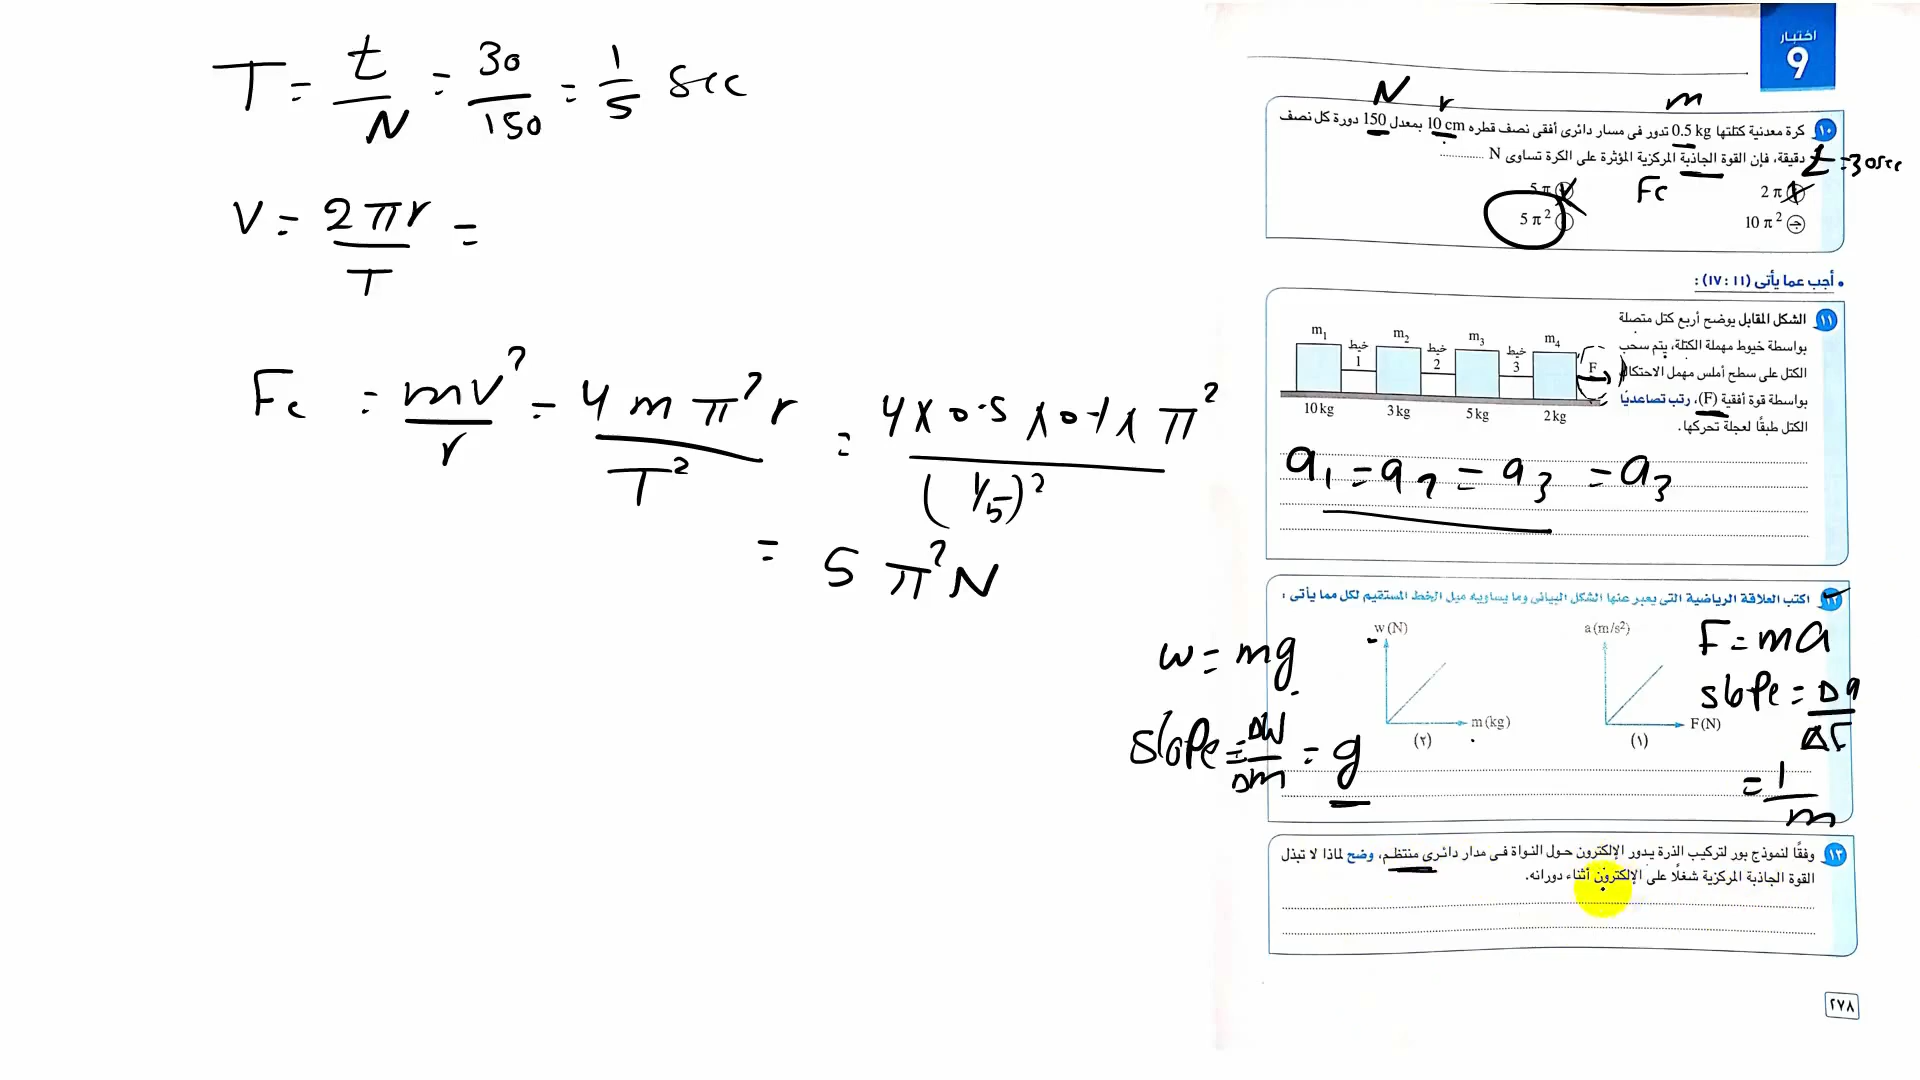 T = t/N = 30/150 = 1/5 sec
V = 2πr/T =
Fc = mv²/r = 4mπ²r/T² = 4×0.5×0.1×π²/(1/5)²
= 5π²N
اختبار
9
N r m
١٠ كرة معدنية كتلتها 0.5 kg تدور فى مسار دائرى أفقى نصف قطره 10 cm بمعدل 150 دورة كل نصف
دقيقة، فإن القوة الجاذبة المركزية المؤثرة على الكرة تساوى N ............
t = 30sec
Fc
2 π
5 π
ج 10 π²
5 π²
• أجب عما يأتى (١١ : ١٧) :
١١ الشكل المقابل يوضح أربع كتل متصلة
بواسطة خيوط مهملة الكتلة، يتم سحب
الكتل على سطح أملس مهمل الاحتكاك
بواسطة قوة أفقية (F)، رتب تصاعديًا
الكتل طبقًا لعجلة تحركها.
m₁ m₂ m₃ m₄
خيط 1 خيط 2 خيط 3 F
10 kg 3 kg 5 kg 2 kg
a₁ = a₂ = a₃ = a₃
١٢ اكتب العلاقة الرياضية التى يعبر عنها الشكل البيانى وما يساويه ميل الخط المستقيم لكل مما يأتى :
a (m/s²)
F (N)
(١)
F = ma
slope = Δa/ΔF
= 1/m
w (N)
m (kg)
(٢)
w = mg
slope = ΔW/Δm = g
١٣ وفقًا لنموذج بور لتركيب الذرة يدور الإلكترون حول النواة فى مدار دائرى منتظم، وضح لماذا لا تبذل
القوة الجاذبة المركزية شغلًا على الإلكترون أثناء دورانه.
٢٧٨